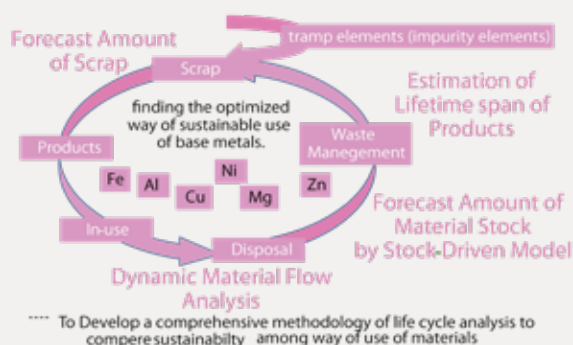 Forecast Amount
of Scrap
tramp elements (impurity elements)
Scrap
Estimation of
Lifetime span of
Products
finding the optimized
way of sustainable use
of base metals.
Products
Waste
Manegement
Fe
Al
Cu
Ni
Mg
Zn
In-use
Disposal
Forecast Amount of
Material Stock
by Stock-Driven Model
Dynamic Material Flow
Analysis
---- To Develop a comprehensive methodology of life cycle analysis to
compere sustainabilty among way of use of materials